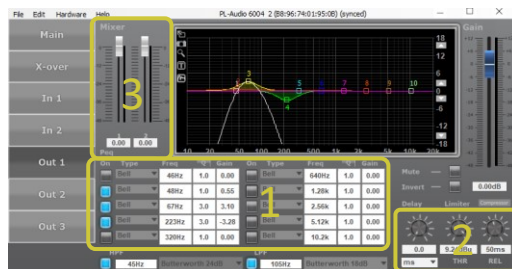 File Edit Hardware Help PL-Audio 6004 2 (B8:96:74:01:95:0B) (synced)
Main
X-over
In 1
In 2
Out 1
Out 2
Out 3
Mixer
3
1 2
0.00 0.00
18
12
6
0
-6
-12
-18
1 2 3 4 5 6 7 8 9 10
10 20 50 100 200 500 1k 2k 5k 10k 20k
Gain
Mute
Invert
0.00dB
Peq
On Type Freq Gain On Type Freq Gain
Bell 46Hz 1.0 0.00 Bell 640Hz 1.0 0.00
Bell 48Hz 1.0 0.55 Bell 1.28k 1.0 0.00
Bell 67Hz 3.0 3.10 Bell 2.56k 1.0 0.00
Bell 223Hz 3.0 -3.28 Bell 5.12k 1.0 0.00
Bell 320Hz 1.0 0.00 Bell 10.2k 1.0 0.00
1
HPF LPF
45Hz Butterworth 24dB 105Hz Butterworth 18dB
Delay Limiter Compressor
2
0.0 50ms
ms THR REL